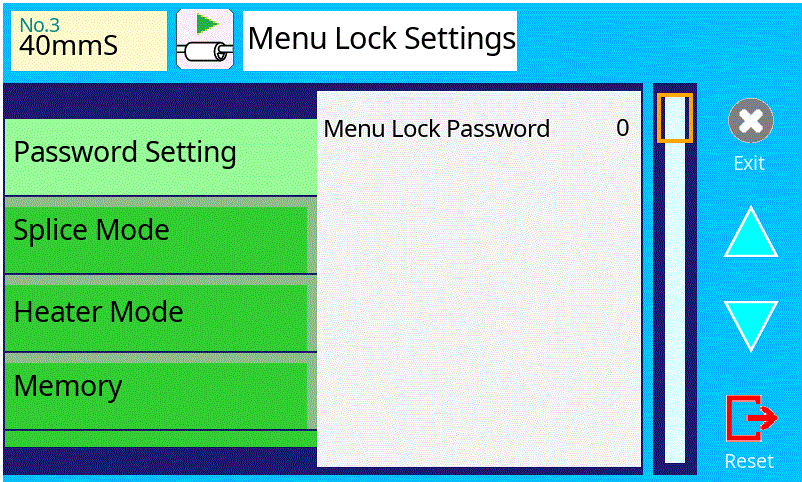 No.3
40mmS
Menu Lock Settings
Password Setting
Splice Mode
Heater Mode
Memory
Menu Lock Password 0
Exit
Reset